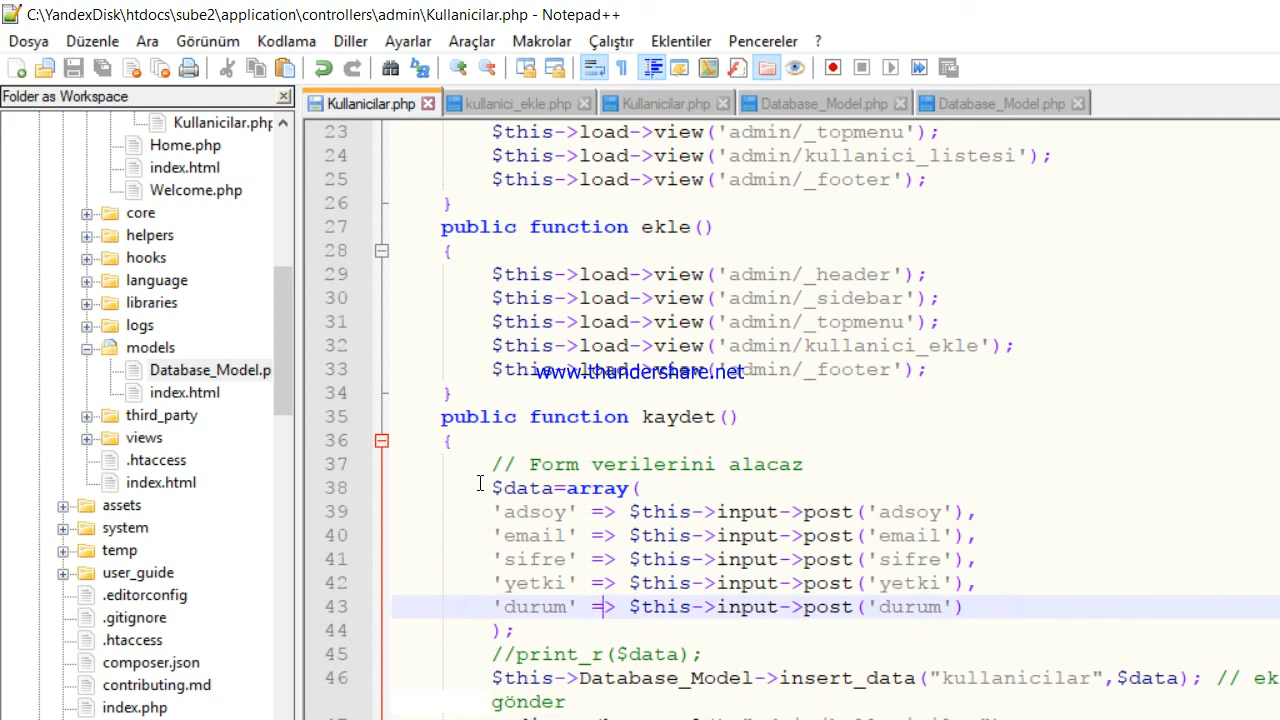 C:\YandexDisk\htdocs\sube2\application\controllers\admin\Kullanicilar.php - Notepad++
Dosya Düzenle Ara Görünüm Kodlama Diller Ayarlar Araçlar Makrolar Çalıştır Eklentiler Pencereler ?
Folder as Workspace
Kullanicilar.php kullanici_ekle.php Kullanicilar.php Database_Model.php Database_Model.php
Kullanicilar.php
Home.php
index.html
Welcome.php
core
helpers
hooks
language
libraries
logs
models
Database_Model.p
index.html
third_party
views
.htaccess
index.html
assets
system
temp
user_guide
.editorconfig
.gitignore
.htaccess
composer.json
contributing.md
index.php
23 $this->load->view('admin/_topmenu');
24 $this->load->view('admin/kullanici_listesi');
25 $this->load->view('admin/_footer');
26 }
27 public function ekle()
28 {
29 $this->load->view('admin/_header');
30 $this->load->view('admin/_sidebar');
31 $this->load->view('admin/_topmenu');
32 $this->load->view('admin/kullanici_ekle');
33 $this->load->view('admin/_footer');
www.thundershare.net
34 }
35 public function kaydet()
36 {
37 // Form verilerini alacaz
38 $data=array(
39 'adsoy' => $this->input->post('adsoy'),
40 'email' => $this->input->post('email'),
41 'sifre' => $this->input->post('sifre'),
42 'yetki' => $this->input->post('yetki'),
43 'durum' => $this->input->post('durum')
44 );
45 //print_r($data);
46 $this->Database_Model->insert_data("kullanicilar",$data); // ek
gönder